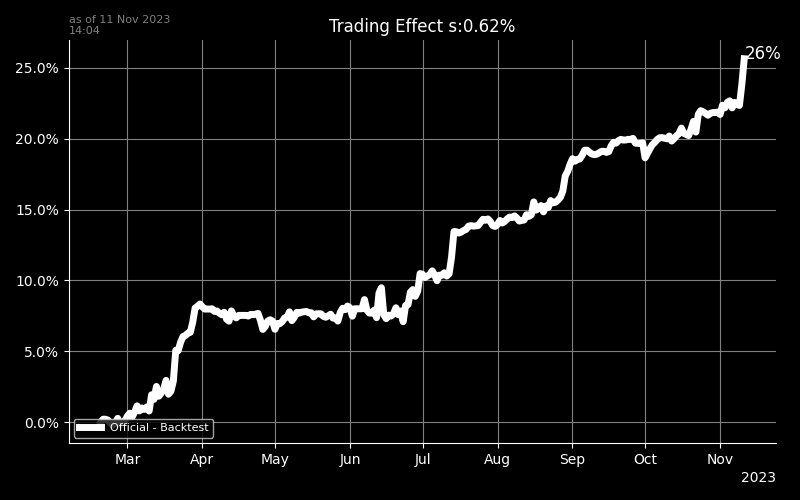 as of 11 Nov 2023
14:04
Trading Effect s:0.62%
26%
25.0%
20.0%
15.0%
10.0%
5.0%
0.0%
Official - Backtest
Mar Apr May Jun Jul Aug Sep Oct Nov
2023